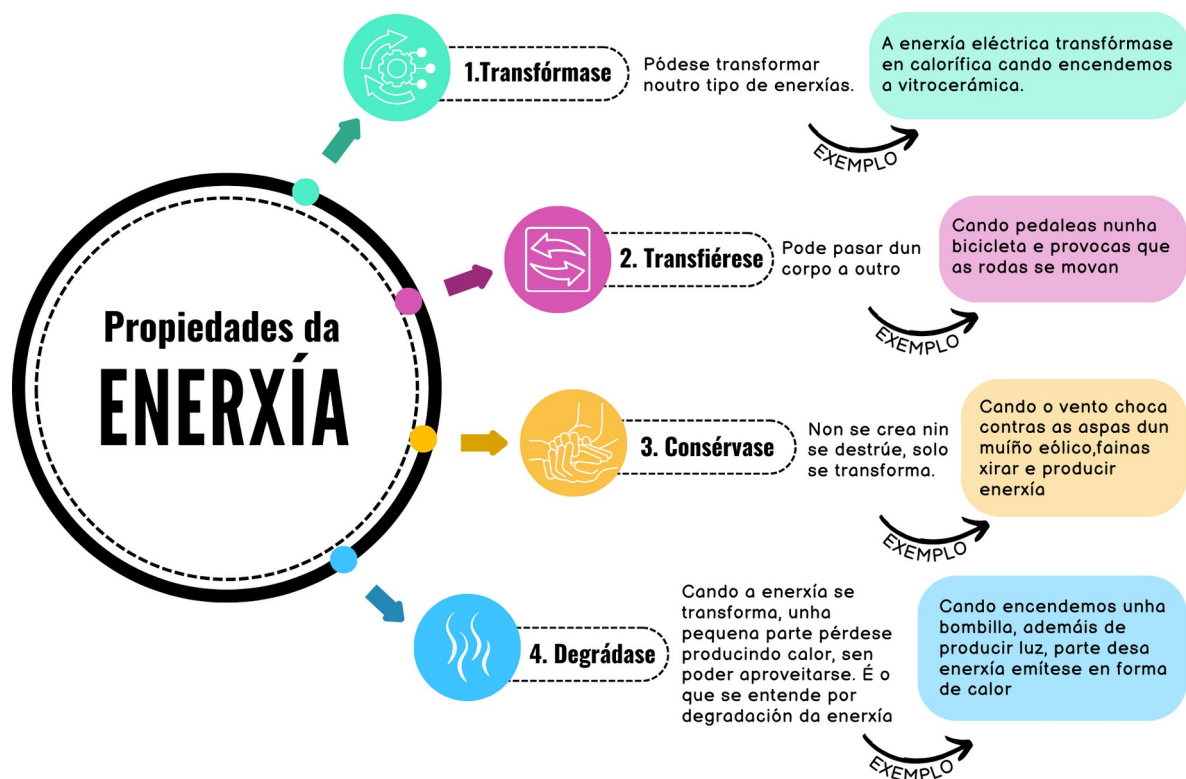 Propiedades da
ENERXÍA
1.Transfórmase
Pódese transformar
noutro tipo de enerxías.
EXEMPLO
A enerxía eléctrica transfórmase
en calorífica cando encendemos
a vitrocerámica.
2. Transfiérese
Pode pasar dun
corpo a outro
EXEMPLO
Cando pedaleas nunha
bicicleta e provocas que
as rodas se movan
3. Consérvase
Non se crea nin
se destrúe, solo
se transforma.
EXEMPLO
Cando o vento choca
contras as aspas dun
muíño eólico,fainas
xirar e producir
enerxía
4. Degrádase
Cando a enerxía se
transforma, unha
pequena parte pérdese
producindo calor, sen
poder aproveitarse. É o
que se entende por
degradación da enerxía
EXEMPLO
Cando encendemos unha
bombilla, ademáis de
producir luz, parte desa
enerxía emítese en forma
de calor